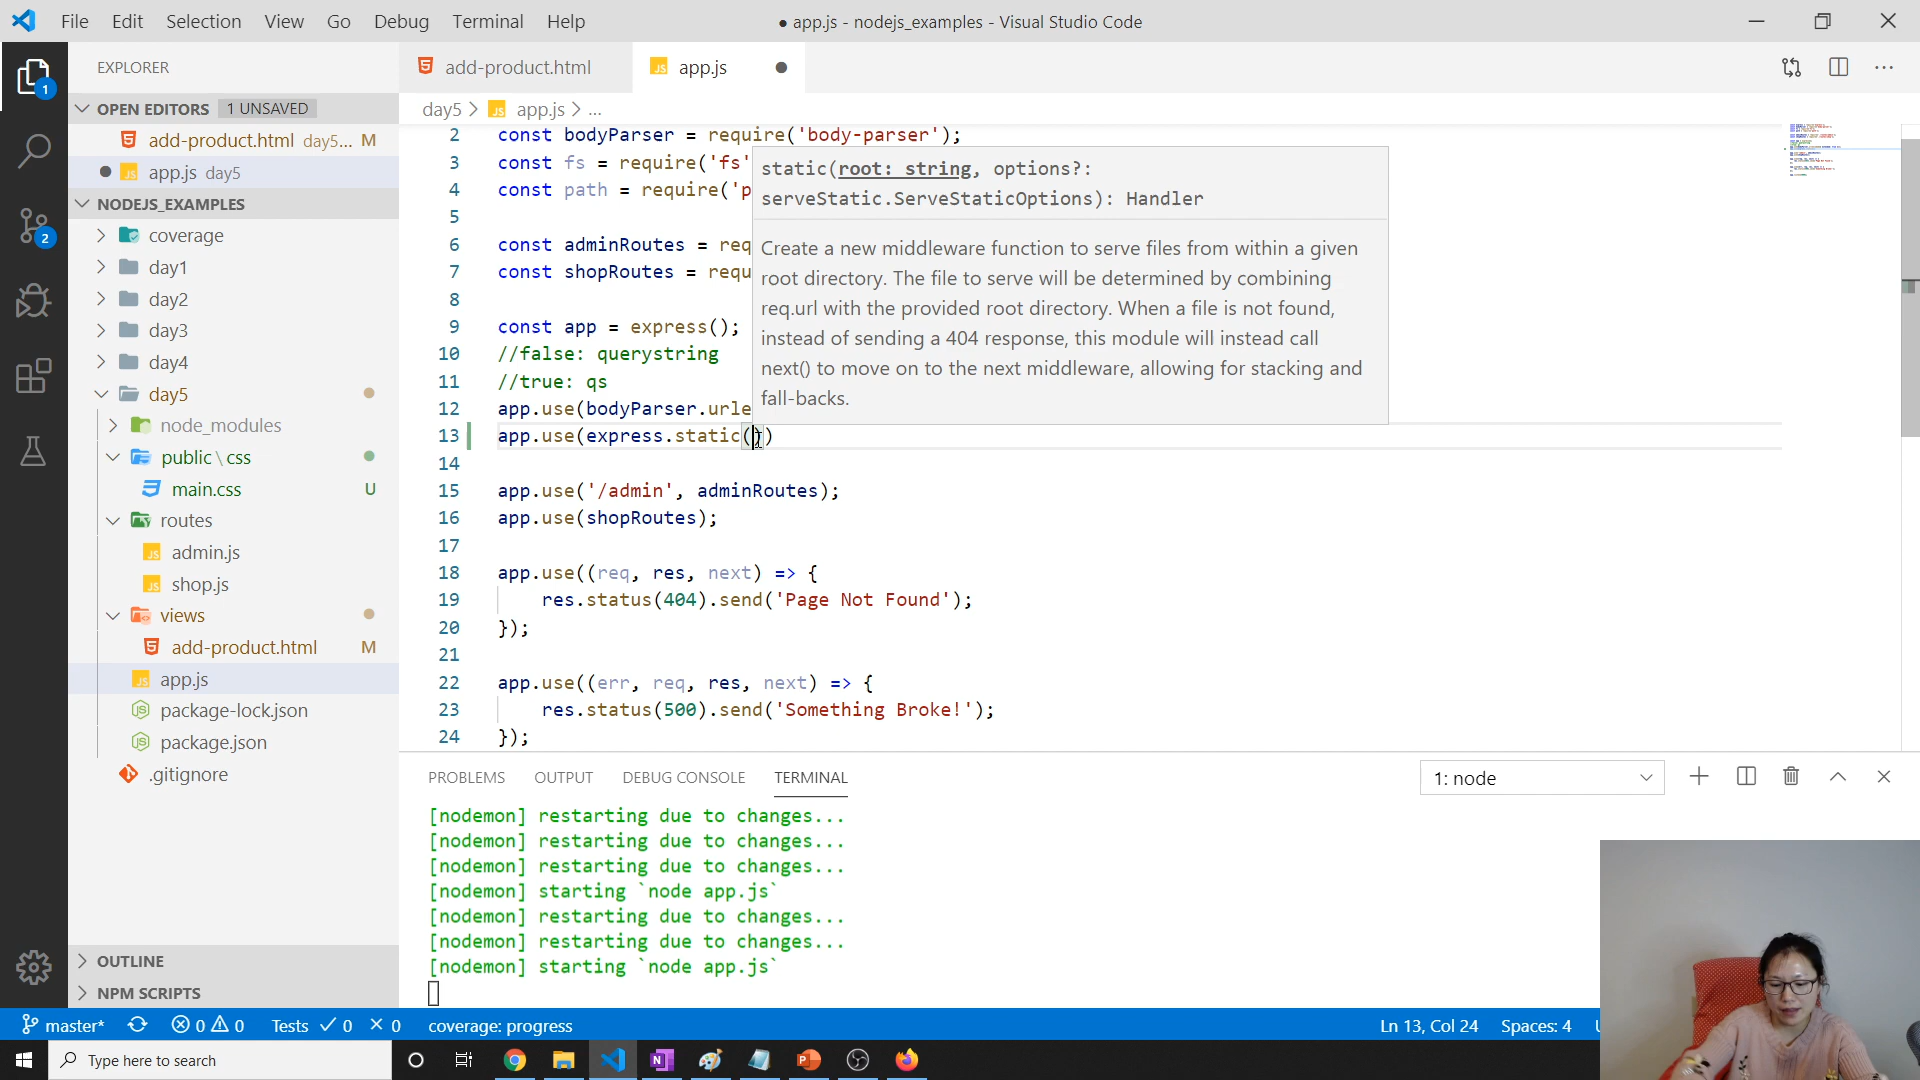 File Edit Selection View Go Debug Terminal Help
● app.js - nodejs_examples - Visual Studio Code
EXPLORER
OPEN EDITORS 1 UNSAVED
add-product.html day5... M
app.js day5
NODEJS_EXAMPLES
coverage
day1
day2
day3
day4
day5
node_modules
public \ css
main.css U
routes
admin.js
shop.js
views
add-product.html M
app.js
package-lock.json
package.json
.gitignore
OUTLINE
NPM SCRIPTS
1
2
add-product.html
app.js
day5 > app.js > ...
2 const bodyParser = require('body-parser');
3 const fs = require('fs'
4 const path = require('p
5
6 const adminRoutes = req
7 const shopRoutes = requ
8
9 const app = express();
10 //false: querystring
11 //true: qs
12 app.use(bodyParser.urle
13 app.use(express.static())
14
15 app.use('/admin', adminRoutes);
16 app.use(shopRoutes);
17
18 app.use((req, res, next) => {
19 res.status(404).send('Page Not Found');
20 });
21
22 app.use((err, req, res, next) => {
23 res.status(500).send('Something Broke!');
24 });
static(root: string, options?:
serveStatic.ServeStaticOptions): Handler
Create a new middleware function to serve files from within a given
root directory. The file to serve will be determined by combining
req.url with the provided root directory. When a file is not found,
instead of sending a 404 response, this module will instead call
next() to move on to the next middleware, allowing for stacking and
fall-backs.
PROBLEMS OUTPUT DEBUG CONSOLE TERMINAL
1: node
[nodemon] restarting due to changes...
[nodemon] restarting due to changes...
[nodemon] restarting due to changes...
[nodemon] starting `node app.js`
[nodemon] restarting due to changes...
[nodemon] restarting due to changes...
[nodemon] starting `node app.js`
master* 0 0 Tests ✓ 0 × 0 coverage: progress
Ln 13, Col 24 Spaces: 4
Type here to search